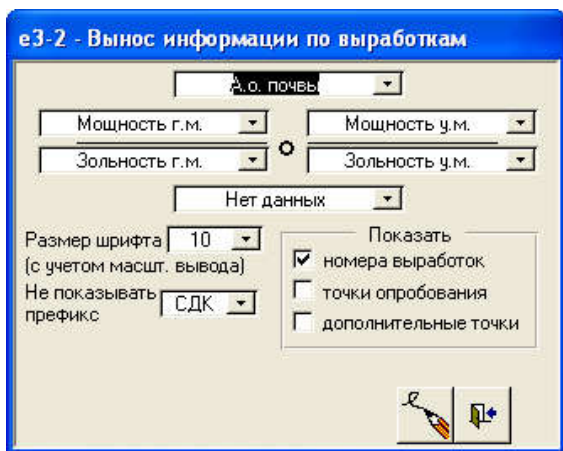 е3-2 - Вынос информации по выработкам
А.о. почвы
Мощность г.м. Мощность у.м.
Зольность г.м. Зольность у.м.
Нет данных
Размер шрифта 10
(с учетом масшт. вывода)
Не показывать префикс СДК
Показать
номера выработок
точки опробования
дополнительные точки